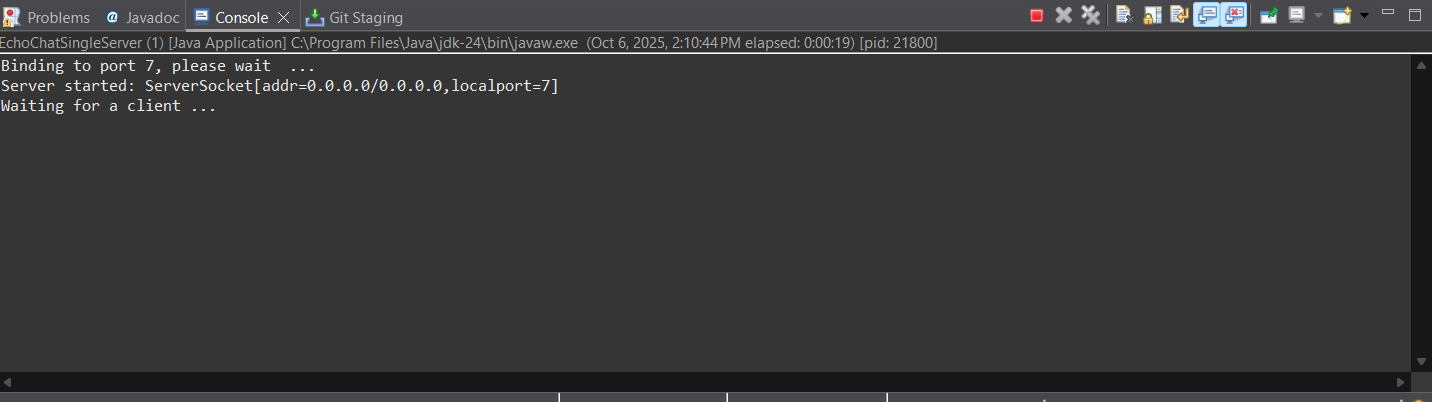 Problems @ Javadoc Console Git Staging
EchoChatSingleServer (1) [Java Application] C:\Program Files\Java\jdk-24\bin\javaw.exe  (Oct 6, 2025, 2:10:44 PM elapsed: 0:00:19) [pid: 21800]
Binding to port 7, please wait  ...
Server started: ServerSocket[addr=0.0.0.0/0.0.0.0,localport=7]
Waiting for a client ...